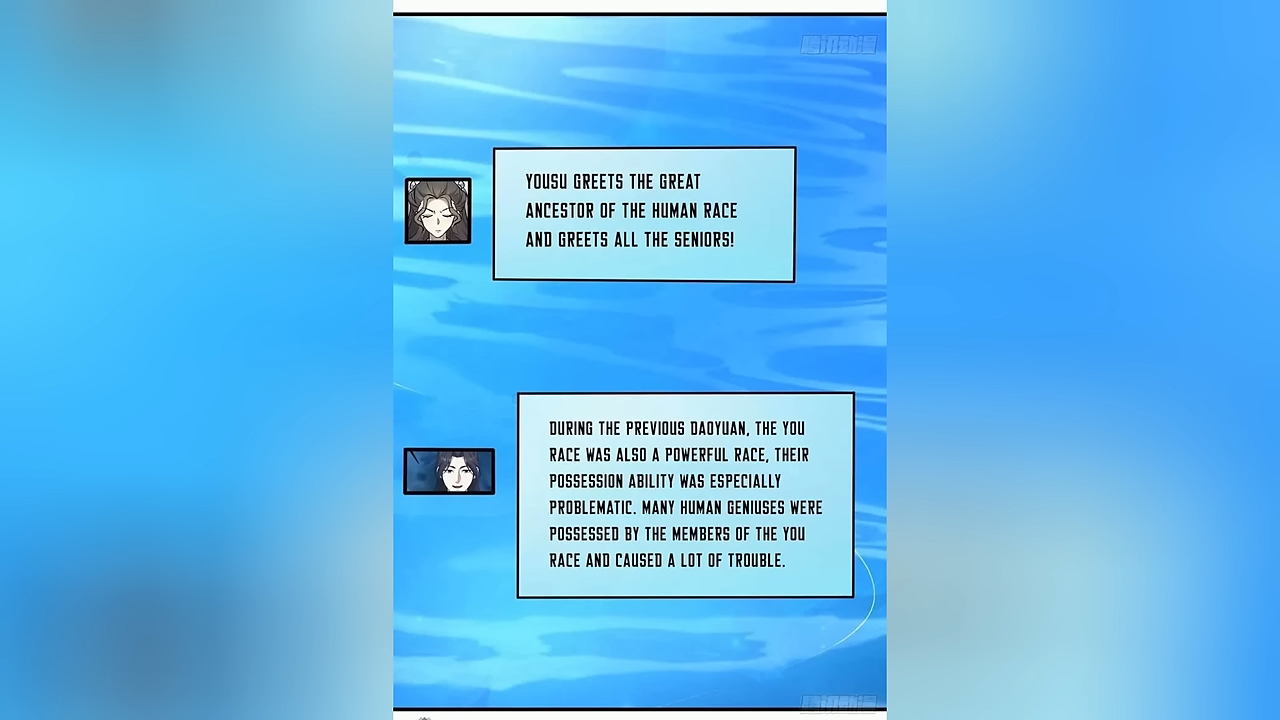 YOUSU GREETS THE GREAT
ANCESTOR OF THE HUMAN RACE
AND GREETS ALL THE SENIORS!
DURING THE PREVIOUS DAOYUAN, THE YOU
RACE WAS ALSO A POWERFUL RACE, THEIR
POSSESSION ABILITY WAS ESPECIALLY
PROBLEMATIC. MANY HUMAN GENIUSES WERE
POSSESSED BY THE MEMBERS OF THE YOU
RACE AND CAUSED A LOT OF TROUBLE.